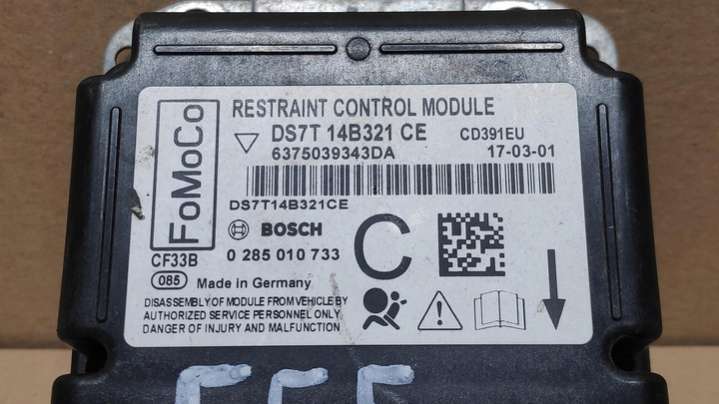 FoMoCo
RESTRAINT CONTROL MODULE
DS7T 14B321 CE CD391EU
6375039343DA 17-03-01
DS7T14B321CE
BOSCH
0 285 010 733
C
CF33B
085
Made in Germany
DISASSEMBLY OF MODULE FROM VEHICLE BY
AUTHORIZED SERVICE PERSONNEL ONLY
DANGER OF INJURY AND MALFUNCTION